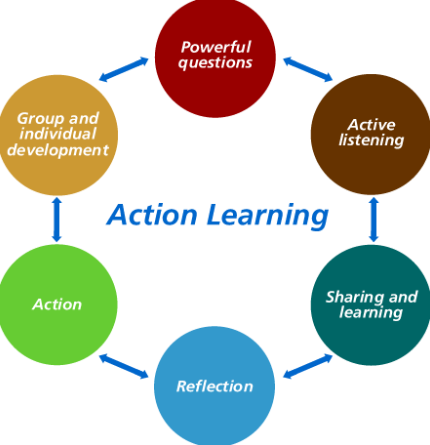 Powerful
questions
Active
listening
Sharing and
learning
Reflection
Action
Group and
individual
development
Action Learning